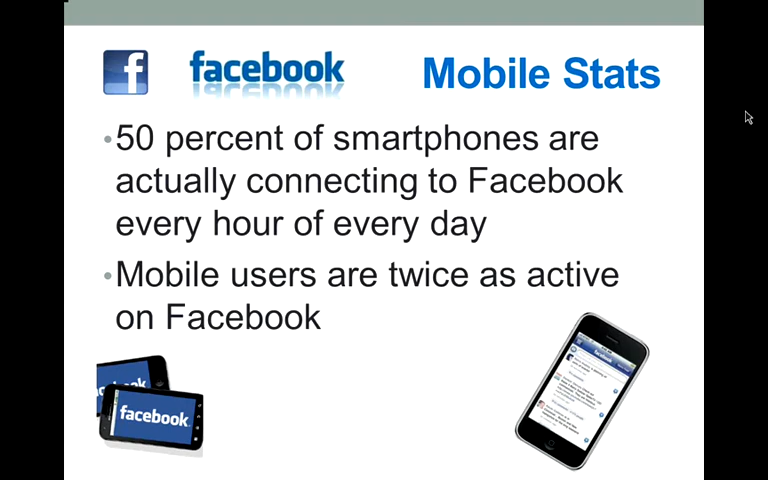 facebook Mobile Stats
•50 percent of smartphones are
actually connecting to Facebook
every hour of every day
•Mobile users are twice as active
on Facebook
facebook
facebook